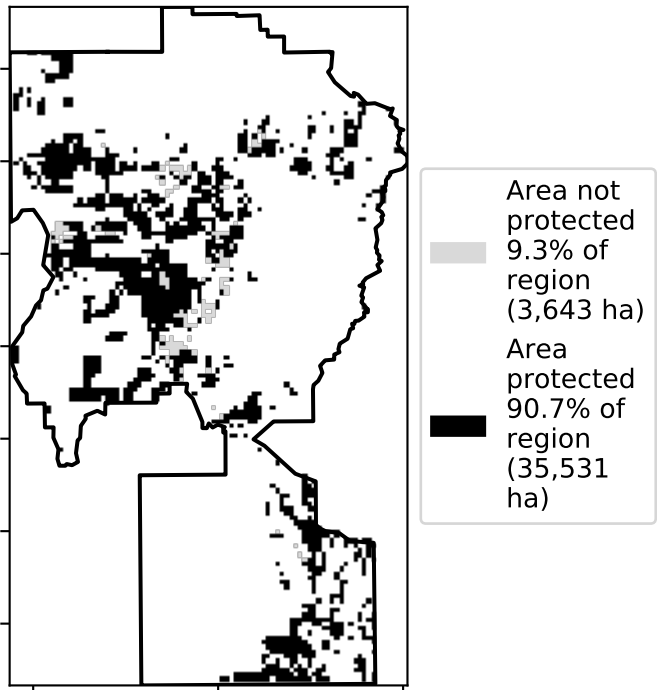 Area not
protected
9.3% of
region
(3,643 ha)
Area
protected
90.7% of
region
(35,531
ha)